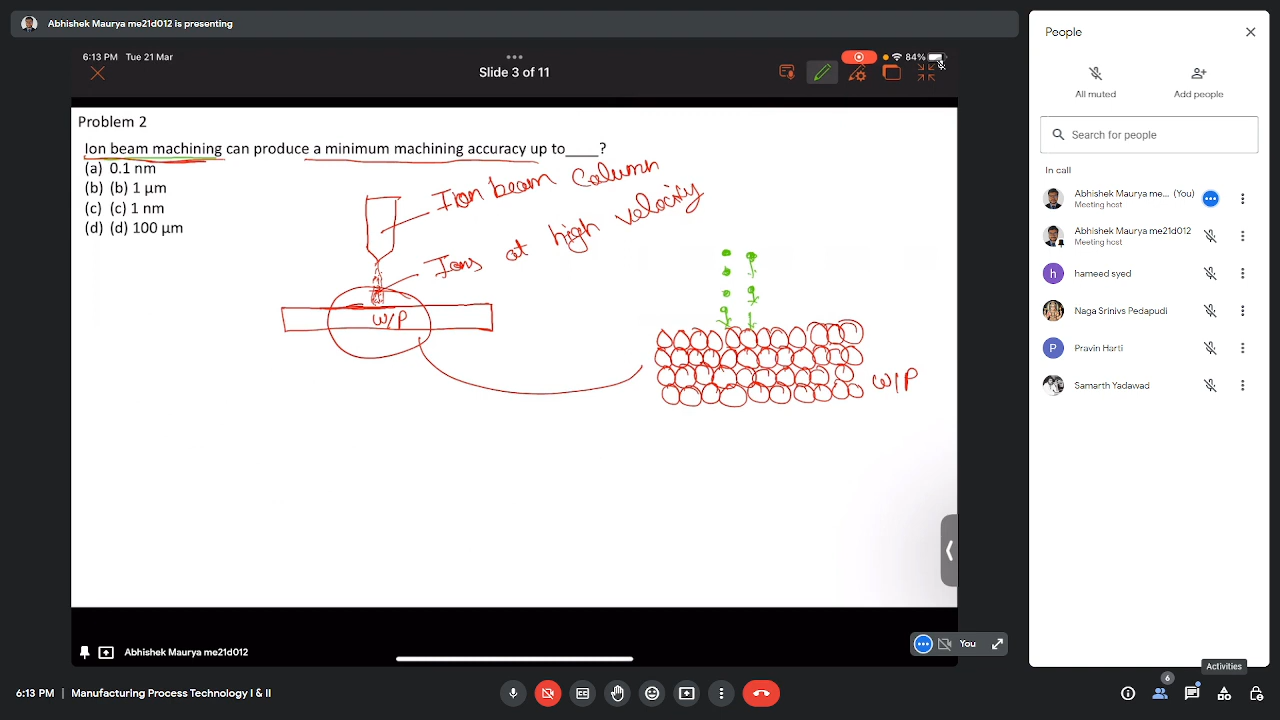 Abhishek Maurya me21d012 is presenting
6:13 PM Tue 21 Mar
84%
Slide 3 of 11
Problem 2
Ion beam machining can produce a minimum machining accuracy up to____?
(a) 0.1 nm
(b) (b) 1 µm
(c) (c) 1 nm
(d) (d) 100 µm
Ion beam column
Ions at high velocity
W/P
W/P
Abhishek Maurya me21d012
You
6:13 PM | Manufacturing Process Technology I & II
People
All muted
Add people
Search for people
In call
Abhishek Maurya me... (You)
Meeting host
Abhishek Maurya me21d012
Meeting host
h
hameed syed
Naga Srinivs Pedapudi
P
Pravin Harti
Samarth Yadawad
Activities
6